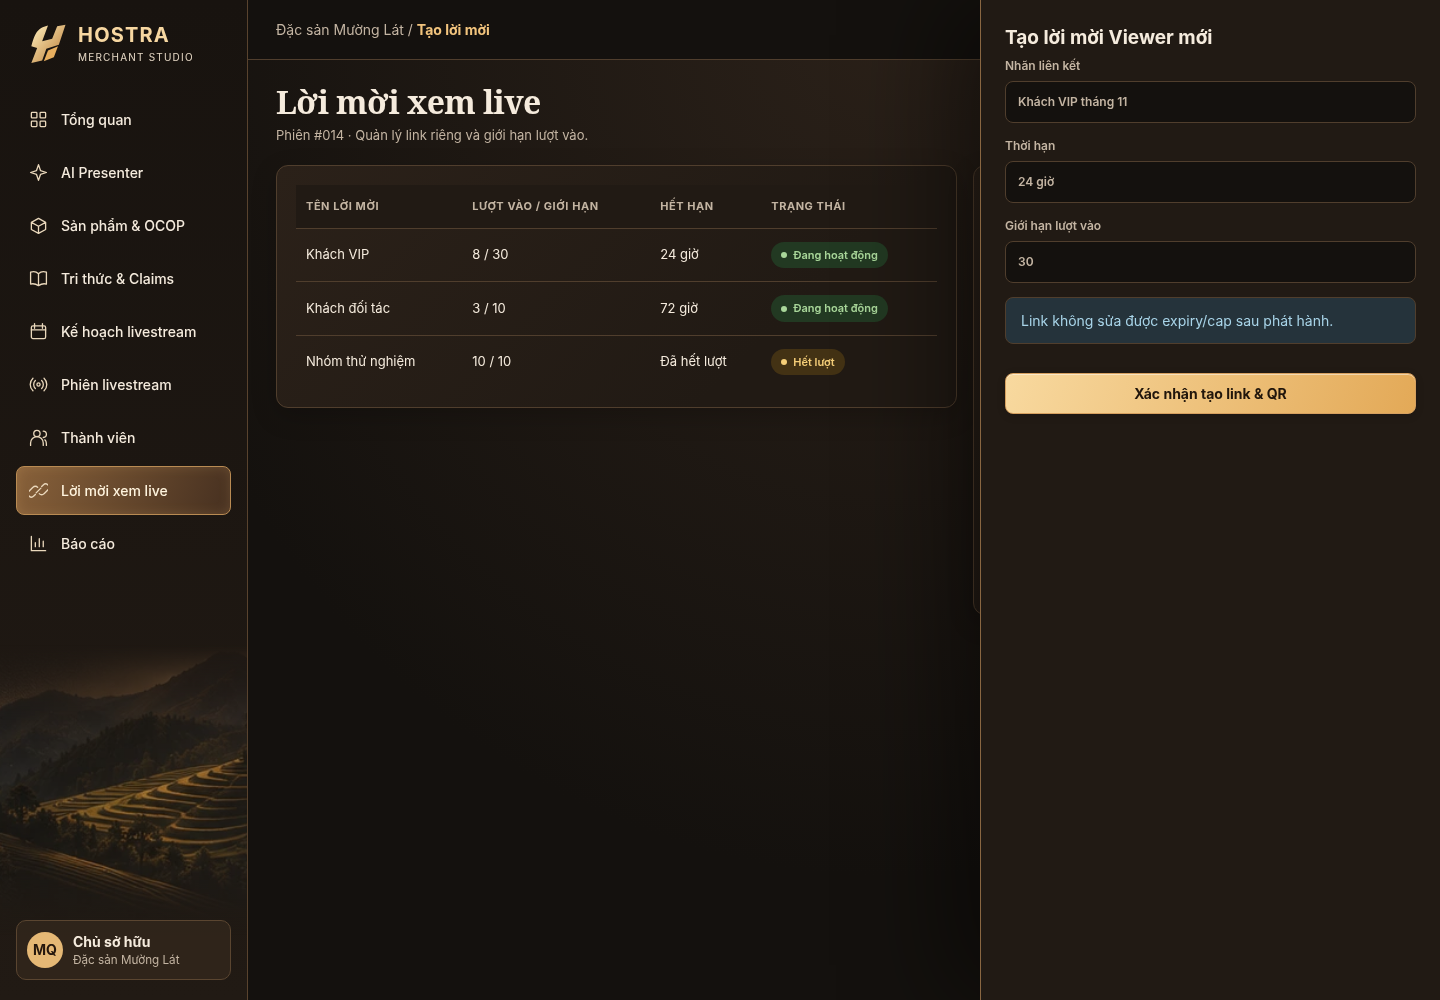 HOSTRA
MERCHANT STUDIO
Tổng quan
AI Presenter
Sản phẩm & OCOP
Tri thức & Claims
Kế hoạch livestream
Phiên livestream
Thành viên
Lời mời xem live
Báo cáo
MQ
Chủ sở hữu
Đặc sản Mường Lát
Đặc sản Mường Lát / Tạo lời mời
Lời mời xem live
Phiên #014 · Quản lý link riêng và giới hạn lượt vào.
TÊN LỜI MỜI LƯỢT VÀO / GIỚI HẠN HẾT HẠN TRẠNG THÁI
Khách VIP 8 / 30 24 giờ Đang hoạt động
Khách đối tác 3 / 10 72 giờ Đang hoạt động
Nhóm thử nghiệm 10 / 10 Đã hết lượt Hết lượt
Tạo lời mời Viewer mới
Nhãn liên kết
Khách VIP tháng 11
Thời hạn
24 giờ
Giới hạn lượt vào
30
Link không sửa được expiry/cap sau phát hành.
Xác nhận tạo link & QR